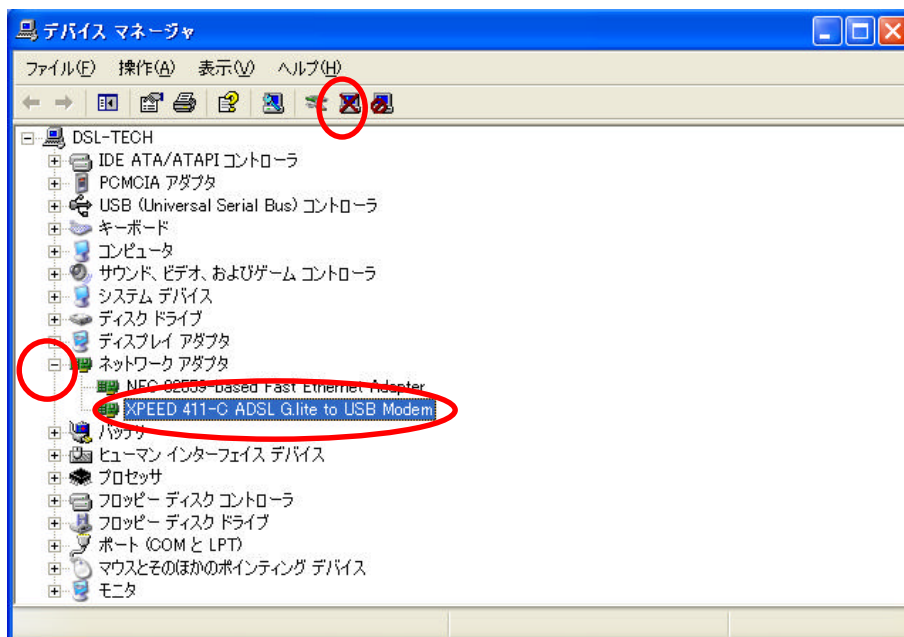 デバイス マネージャ
ファイル(F) 操作(A) 表示(V) ヘルプ(H)
DSL-TECH
IDE ATA/ATAPI コントローラ
PCMCIA アダプタ
USB (Universal Serial Bus) コントローラ
キーボード
コンピュータ
サウンド、ビデオ、およびゲーム コントローラ
システム デバイス
ディスク ドライブ
ディスプレイ アダプタ
ネットワーク アダプタ
NEC 82559-based Fast Ethernet Adapter
XPEED 411-C ADSL G.lite to USB Modem
バッテリ
ヒューマン インターフェイス デバイス
プロセッサ
フロッピー ディスク コントローラ
フロッピー ディスク ドライブ
ポート (COM と LPT)
マウスとそのほかのポインティング デバイス
モニタ